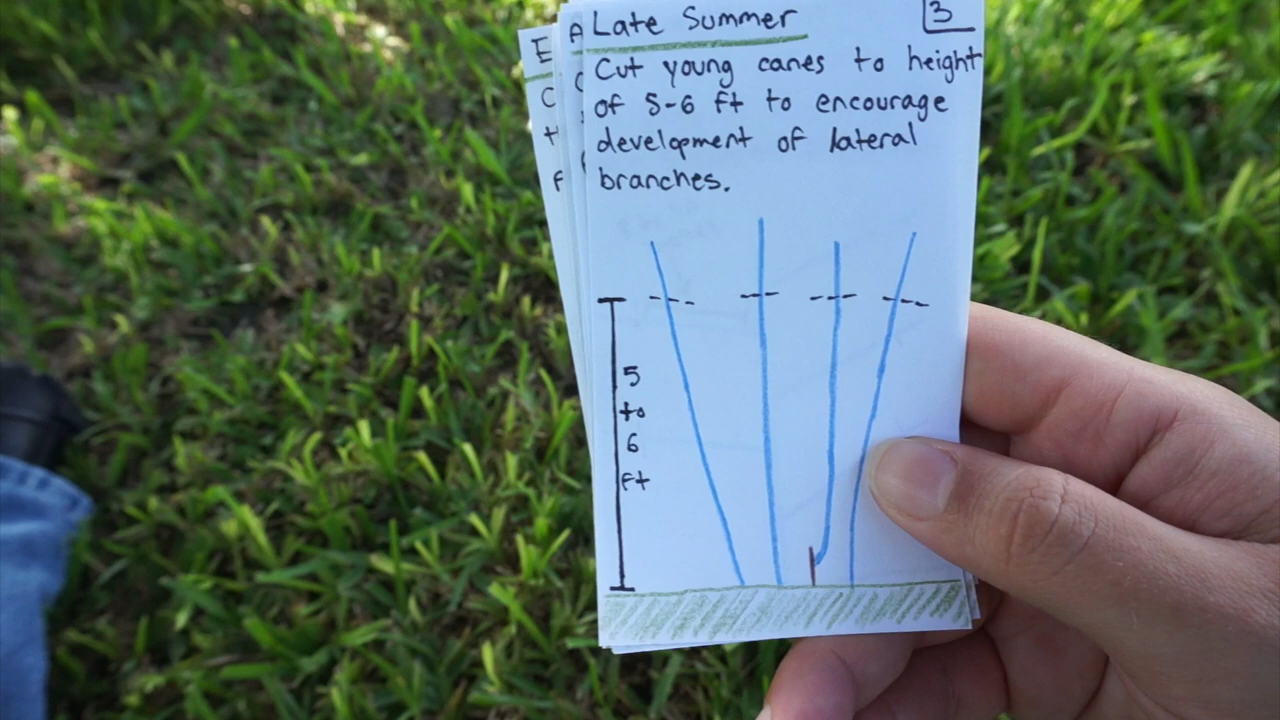 Late Summer
3
Cut young canes to height
of 5-6 ft to encourage
development of lateral
branches.
5
to
6
ft
E
C
t
f
A
C